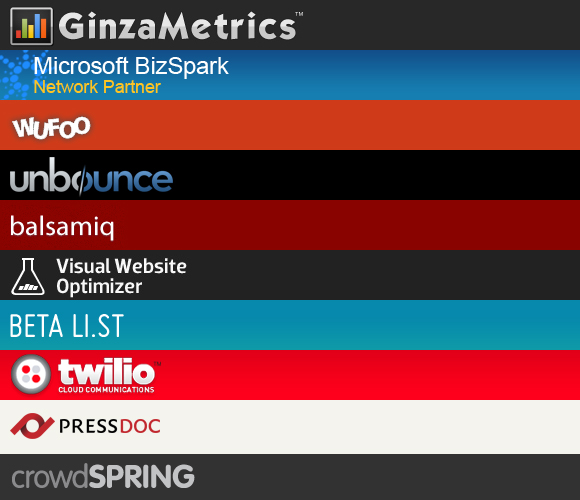 GinzaMetrics™
Microsoft BizSpark
Network Partner
WUFOO
unbounce
balsamiq
Visual Website
Optimizer
BETA LI.ST
twilio™
CLOUD COMMUNICATIONS
PRESSDOC
crowdSPRING